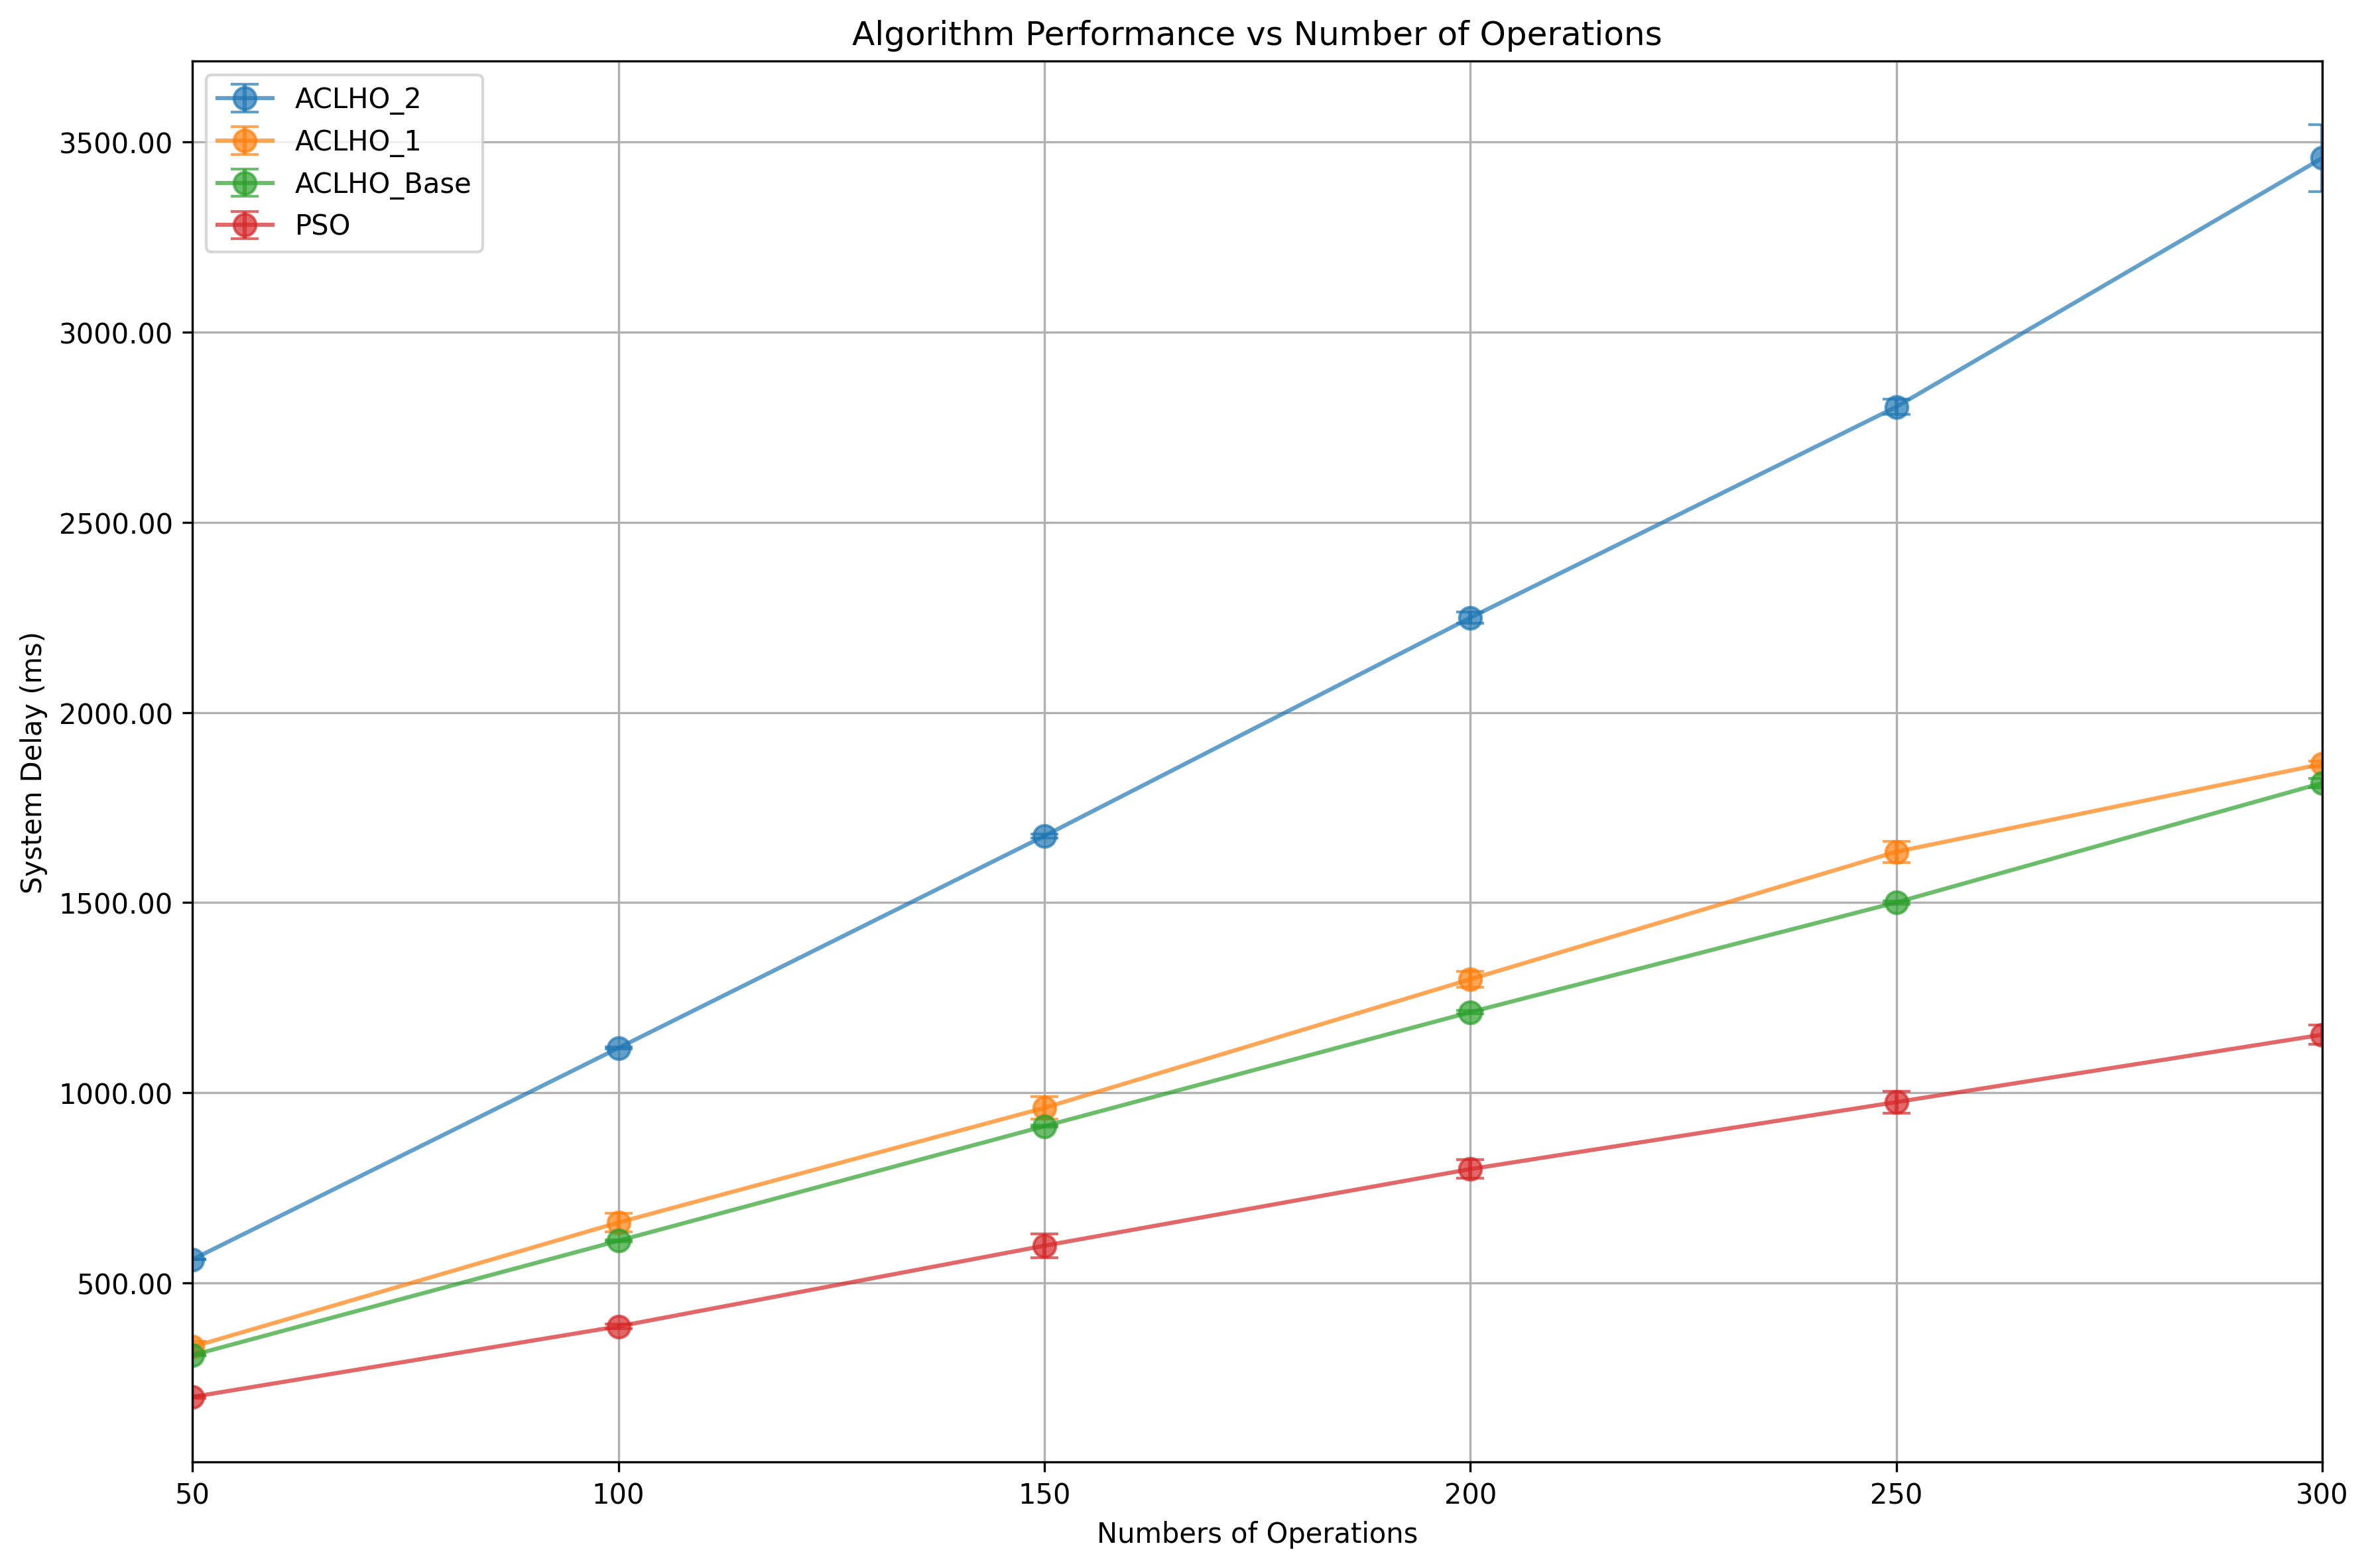 Algorithm Performance vs Number of Operations
ACLHO_2
ACLHO_1
ACLHO_Base
PSO
3500.00
3000.00
2500.00
2000.00
1500.00
1000.00
500.00
System Delay (ms)
50 100 150 200 250 300
Numbers of Operations